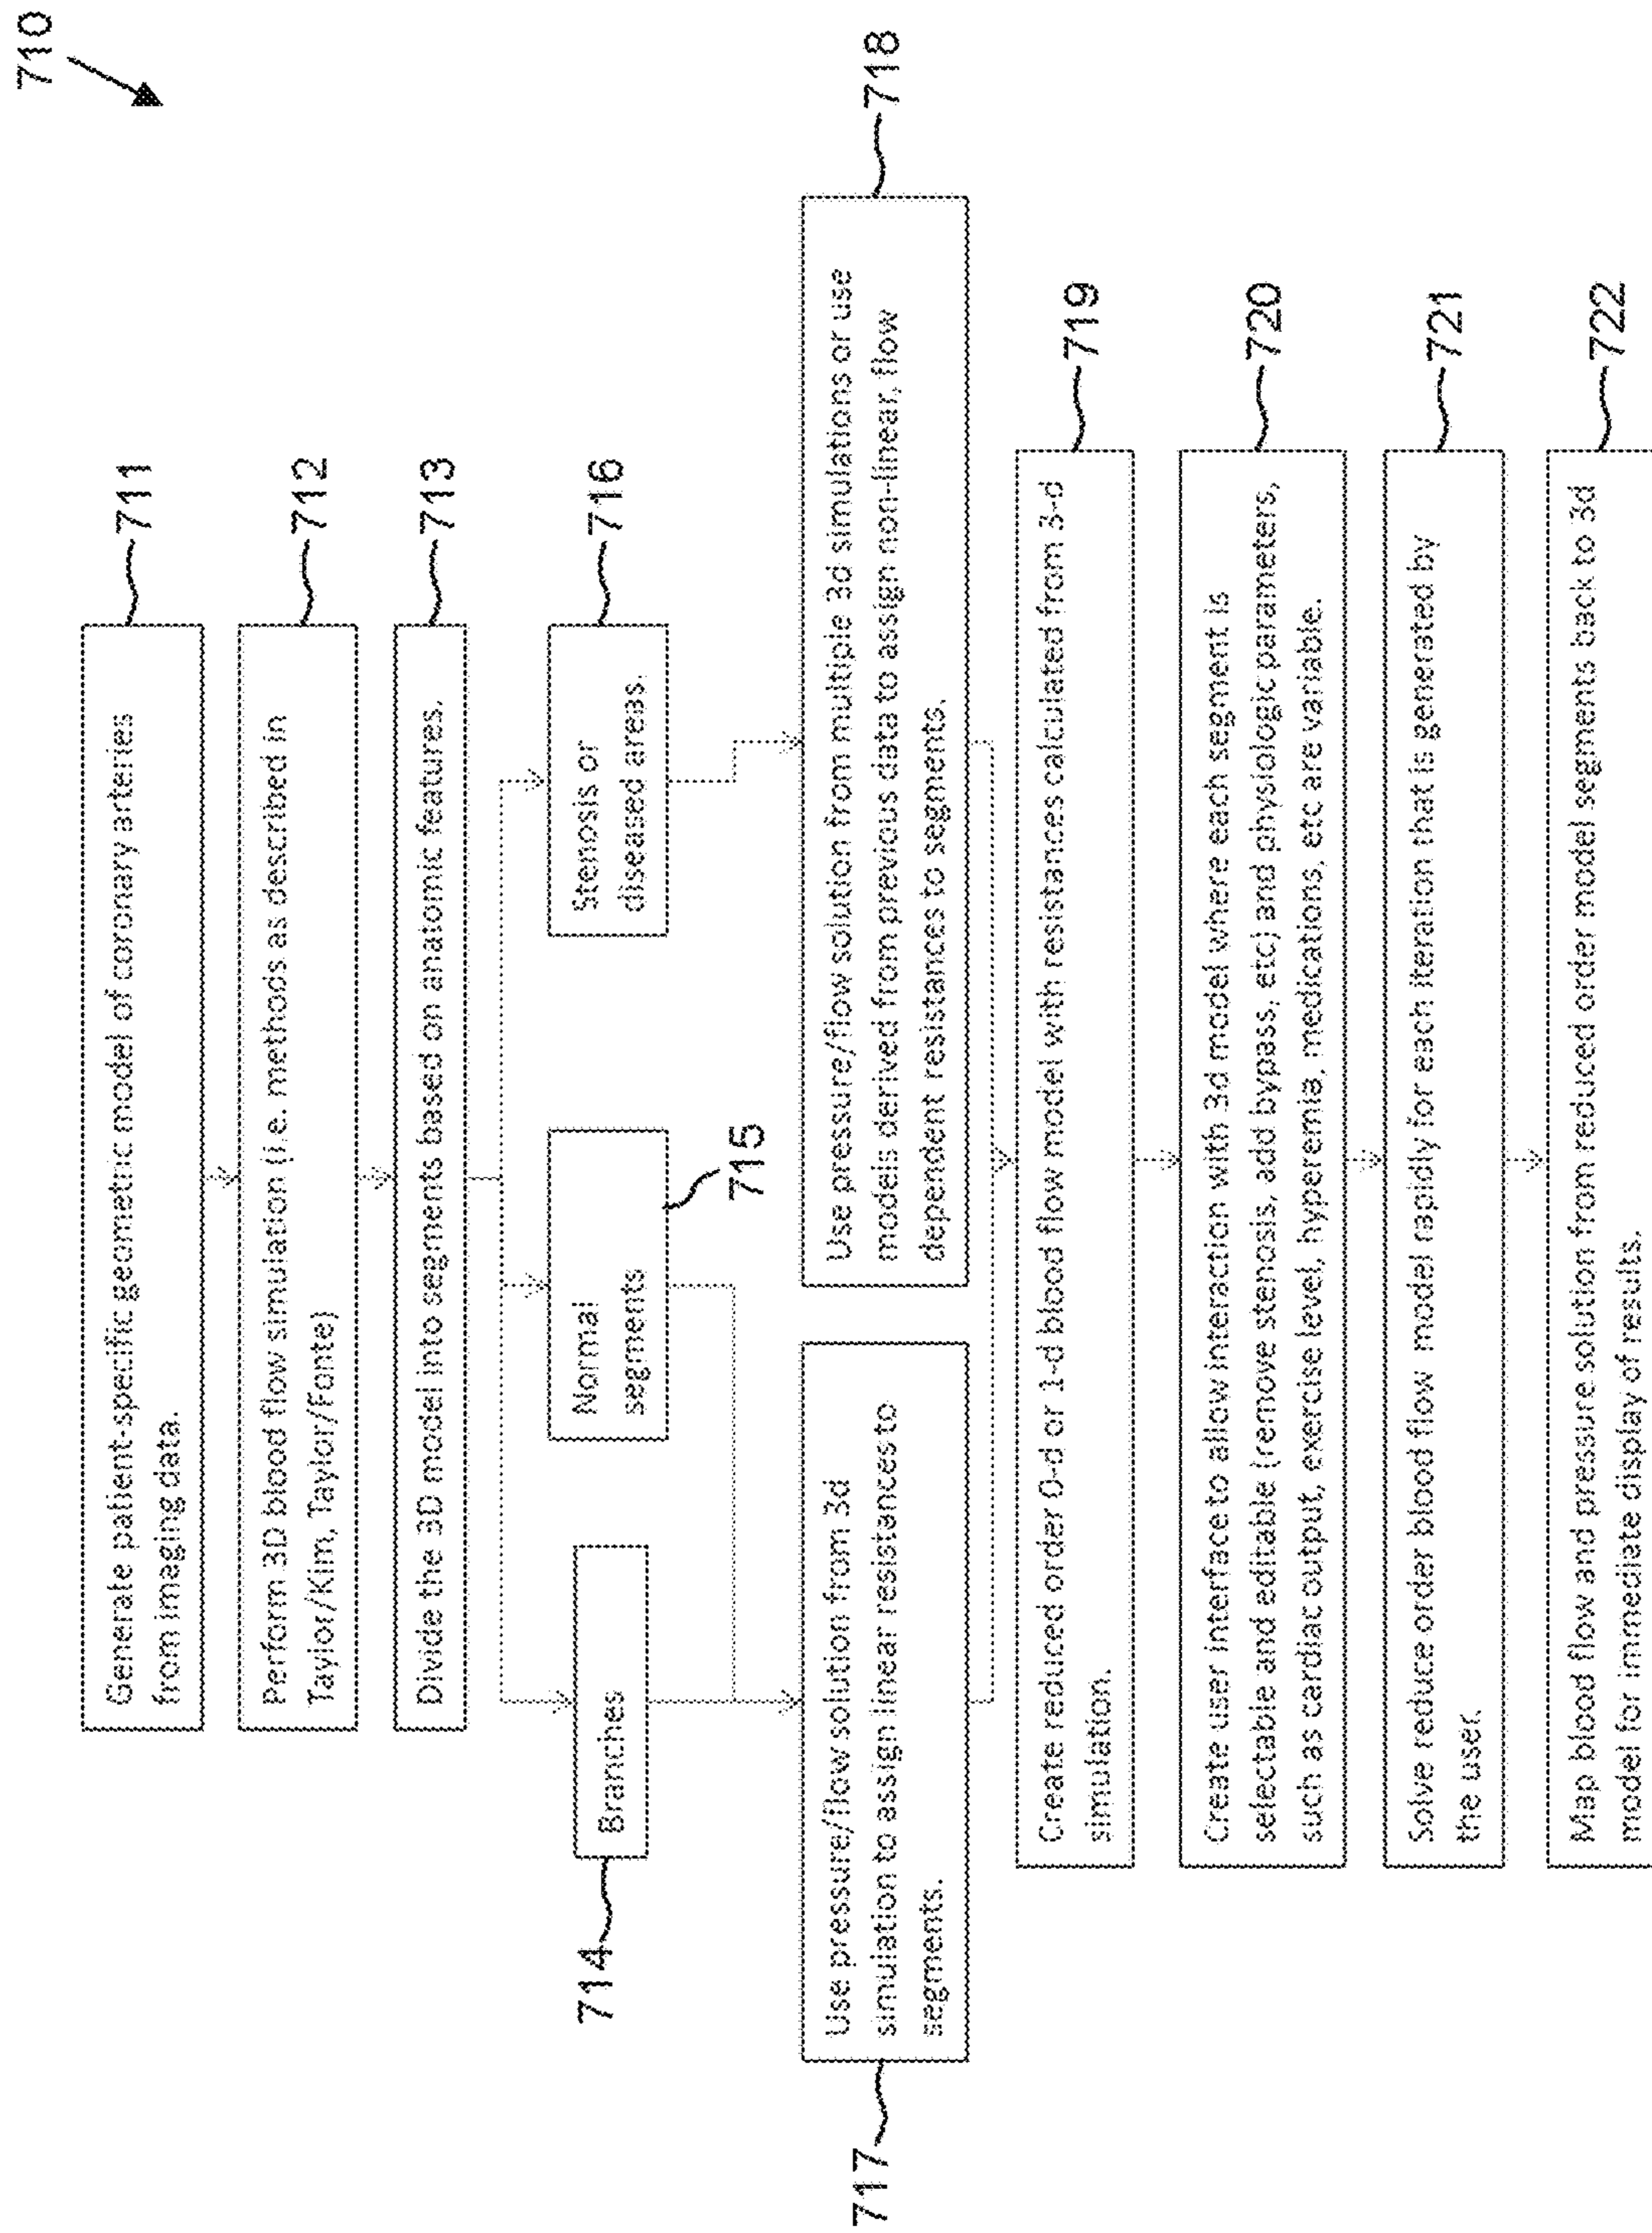 710
Generate patient-specific geometric model of coronary arteries
from imaging data.
711
Perform 3D blood flow simulation (i.e. methods as described in
Taylor/Kim, Taylor/Fonte)
712
Divide the 3D model into segments based on anatomic features.
713
714
Branches
Normal
segments
715
Stenosis or
diseased areas.
716
717
Use pressure/flow solution from 3d
simulation to assign linear resistances to
segments.
Use pressure/flow solution from multiple 3d simulations or use
models derived from previous data to assign non-linear, flow
dependent resistances to segments.
718
Create reduced order 0-d or 1-d blood flow model with resistances calculated from 3-d
simulation.
719
Create user interface to allow interaction with 3d model where each segment is
selectable and editable (remove stenosis, add bypass, etc) and physiologic parameters,
such as cardiac output, exercise level, hyperemia, medications, etc are variable.
720
Solve reduce order blood flow model rapidly for each iteration that is generated by
the user.
721
Map blood flow and pressure solution from reduced order model segments back to 3d
model for immediate display of results.
722